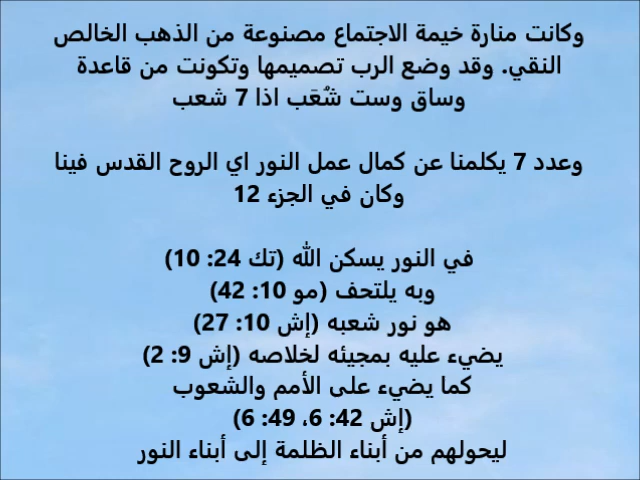 وكانت منارة خيمة الاجتماع مصنوعة من الذهب الخالص
النقي. وقد وضع الرب تصميمها وتكونت من قاعدة
وساق وست شُعَب اذا 7 شعب
وعدد 7 يكلمنا عن كمال عمل النور اي الروح القدس فينا
وكان في الجزء 12
في النور يسكن الله (تك 24: 10)
وبه يلتحف (مو 10: 42)
هو نور شعبه (إش 10: 27)
يضيء عليه بمجيئه لخلاصه (إش 9: 2)
كما يضيء على الأمم والشعوب
(إش 42: 6، 49: 6)
ليحولهم من أبناء الظلمة إلى أبناء النور